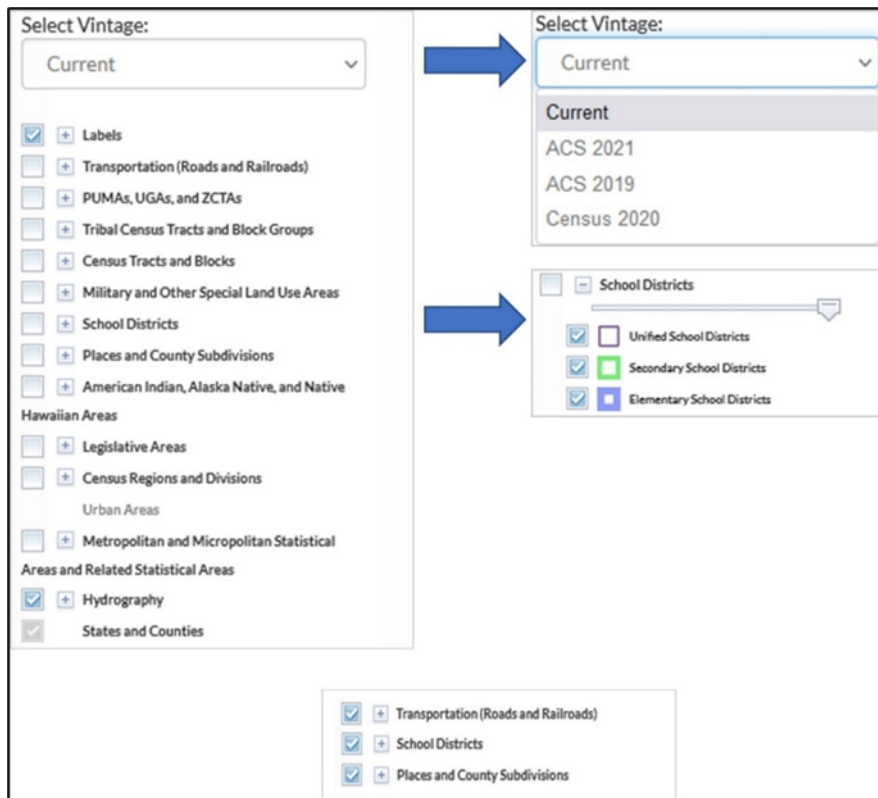 Select Vintage:
Current
Labels
Transportation (Roads and Railroads)
PUMAs, UGAs, and ZCTAs
Tribal Census Tracts and Block Groups
Census Tracts and Blocks
Military and Other Special Land Use Areas
School Districts
Places and County Subdivisions
American Indian, Alaska Native, and Native
Hawaiian Areas
Legislative Areas
Census Regions and Divisions
Urban Areas
Metropolitan and Micropolitan Statistical
Areas and Related Statistical Areas
Hydrography
States and Counties
Select Vintage:
Current
Current
ACS 2021
ACS 2019
Census 2020
School Districts
Unified School Districts
Secondary School Districts
Elementary School Districts
Transportation (Roads and Railroads)
School Districts
Places and County Subdivisions